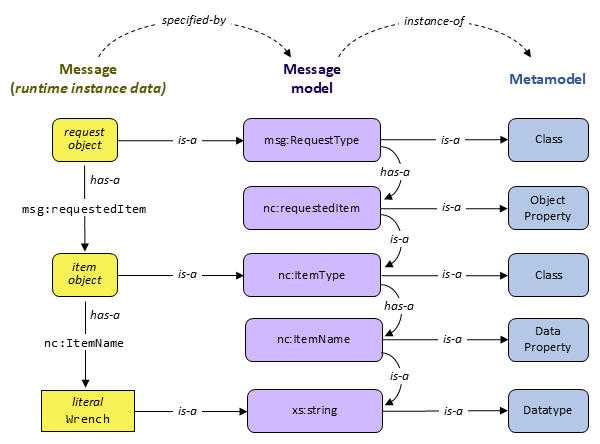 specified-by
instance-of
Message
(runtime instance data)
Message
model
Metamodel
request
object
is-a
msg:RequestType
is-a
Class
has-a
has-a
msg:requestedItem
nc:requestedItem
is-a
Object
Property
is-a
item
object
is-a
nc:ItemType
is-a
Class
has-a
has-a
nc:ItemName
nc:ItemName
is-a
Data
Property
is-a
literal
Wrench
is-a
xs:string
is-a
Datatype